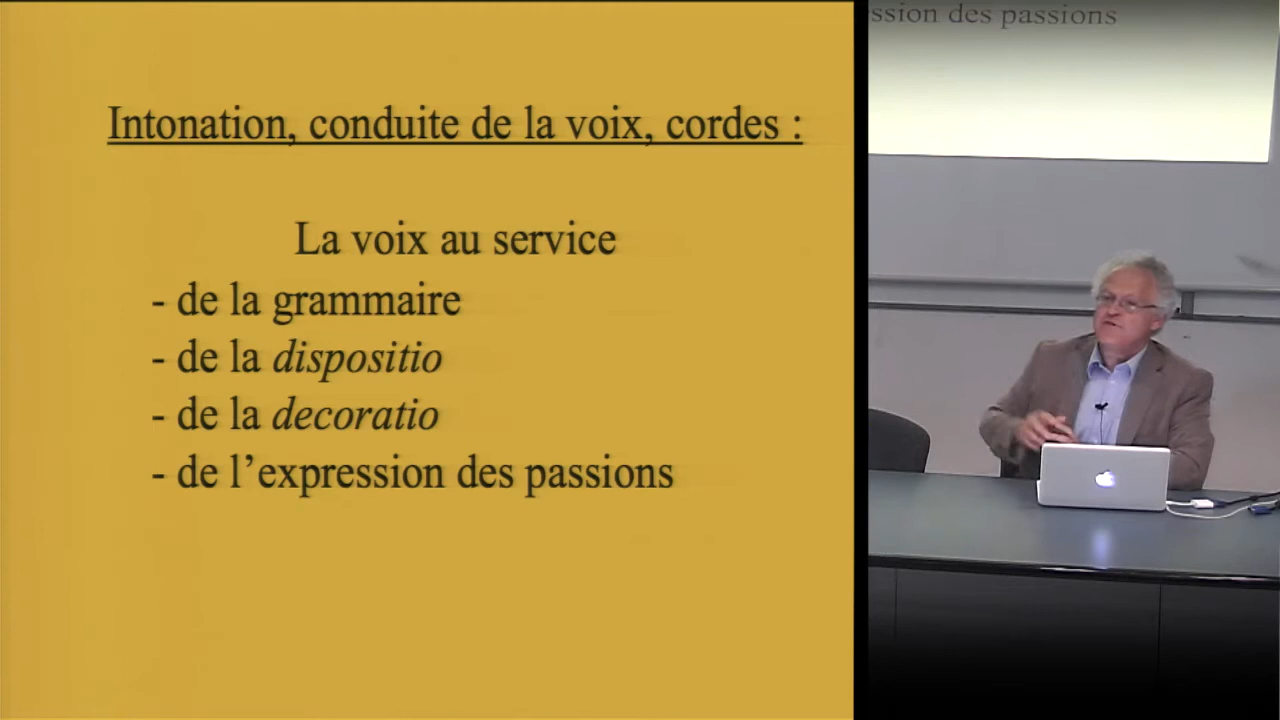 Intonation, conduite de la voix, cordes :
La voix au service
- de la grammaire
- de la dispositio
- de la decoratio
- de l’expression des passions
ssion des passions